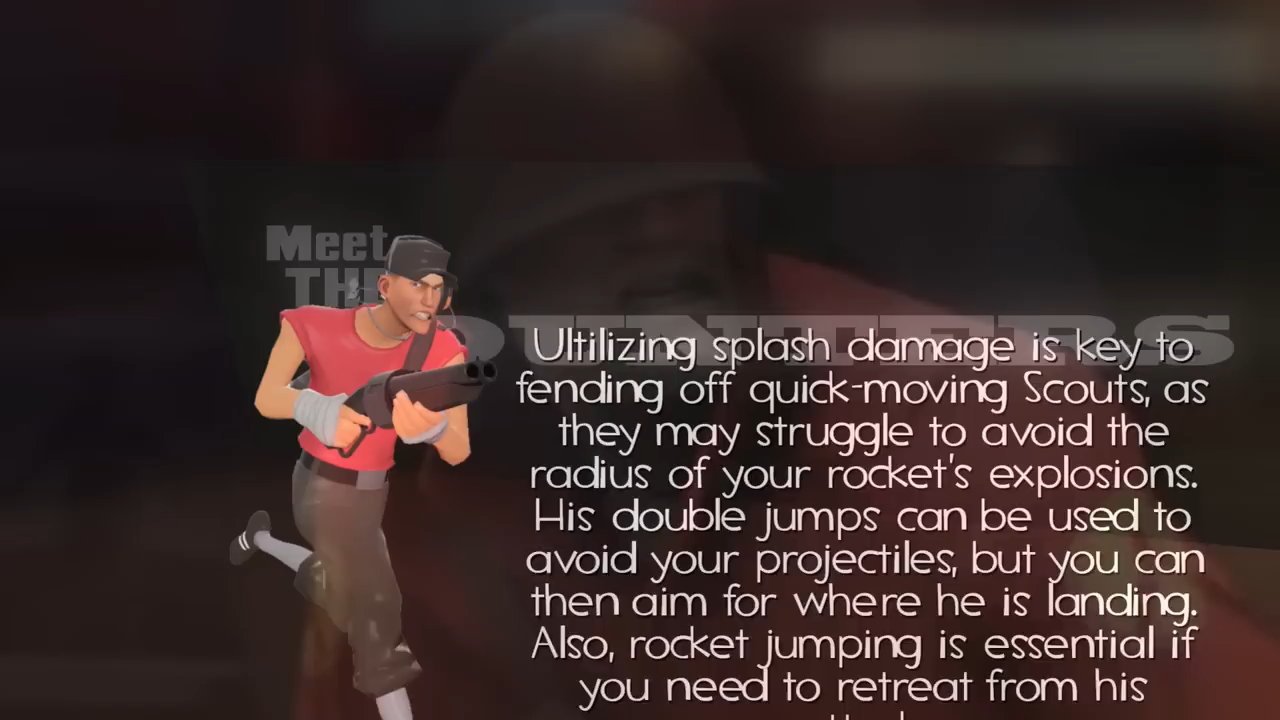 Meet
THE
Ultilizing splash damage is key to
fending off quick-moving Scouts, as
they may struggle to avoid the
radius of your rocket's explosions.
His double jumps can be used to
avoid your projectiles, but you can
then aim for where he is landing.
Also, rocket jumping is essential if
you need to retreat from his